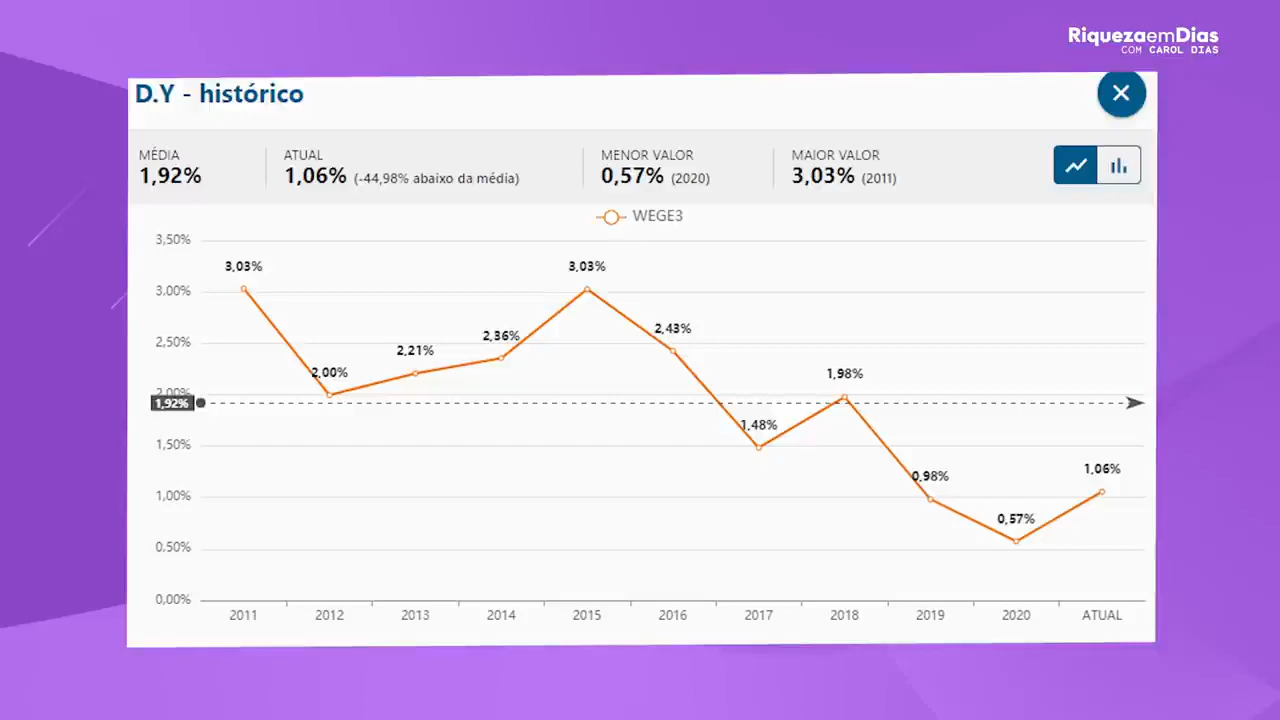 RiquezaemDias
COM CAROL DIAS
D.Y - histórico
MÉDIA
1,92%
ATUAL
1,06% (-44,98% abaixo da média)
MENOR VALOR
0,57% (2020)
MAIOR VALOR
3,03% (2011)
WEGE3
3,50%
3,00%
2,50%
2,00%
1,92%
1,50%
1,00%
0,50%
0,00%
3,03%
2,00%
2,21%
2,36%
3,03%
2,43%
1,48%
1,98%
0,98%
0,57%
1,06%
2011 2012 2013 2014 2015 2016 2017 2018 2019 2020 ATUAL